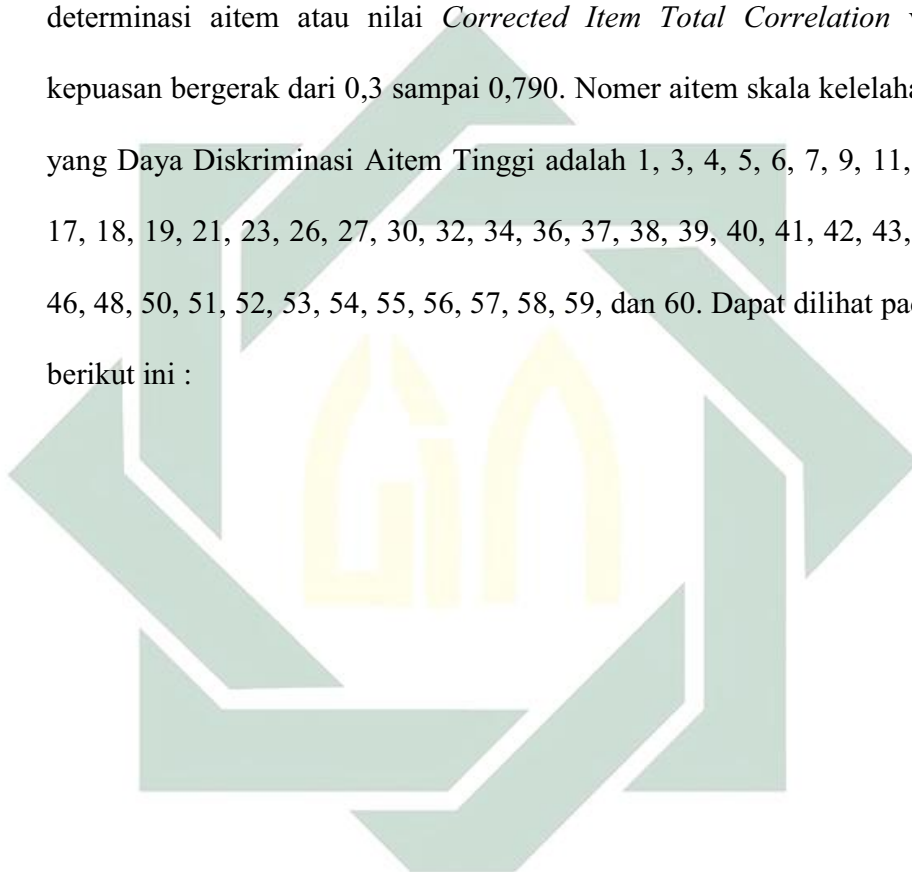 determinasi aitem atau nilai Corrected Item Total Correlation
kepuasan bergerak dari 0,3 sampai 0,790. Nomer aitem skala kelelaha
yang Daya Diskriminasi Aitem Tinggi adalah 1, 3, 4, 5, 6, 7, 9, 11,
17, 18, 19, 21, 23, 26, 27, 30, 32, 34, 36, 37, 38, 39, 40, 41, 42, 43,
46, 48, 50, 51, 52, 53, 54, 55, 56, 57, 58, 59, dan 60. Dapat dilihat pa
berikut ini :